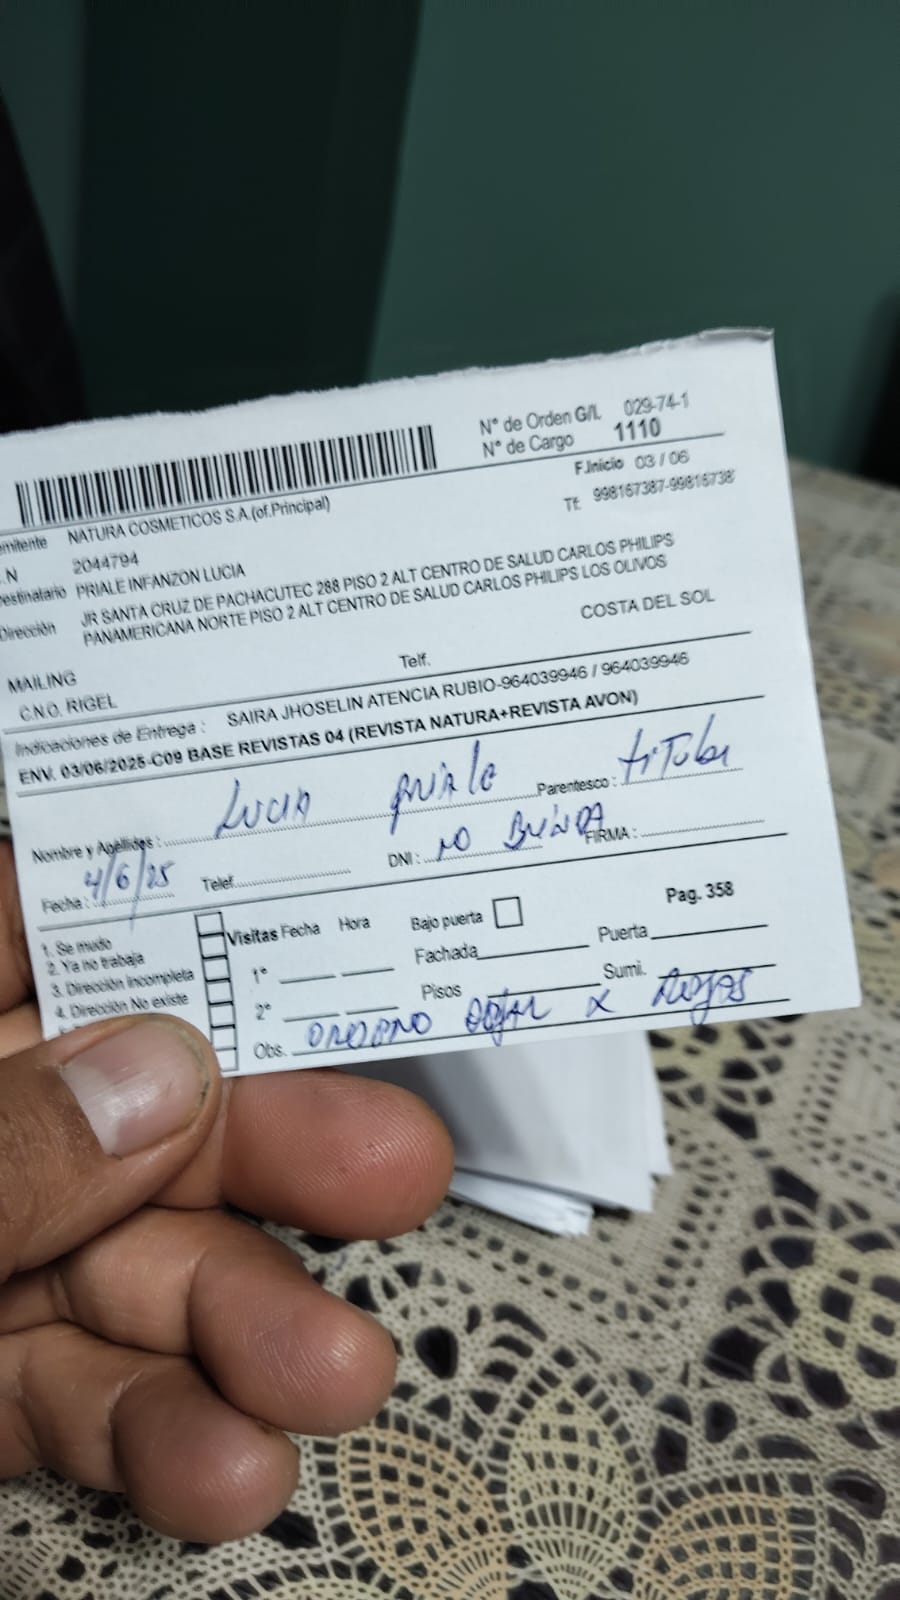 N° de Orden G/L 029-74-1
N° de Cargo 1110
F.Inicio 03 / 06
Tf: 998167387-99816738
emitente NATURA COSMETICOS S.A.(of.Principal)
.N 2044794
estinatario PRIALE INFANZON LUCIA
Dirección JR SANTA CRUZ DE PACHACUTEC 288 PISO 2 ALT CENTRO DE SALUD CARLOS PHILIPS
PANAMERICANA NORTE PISO 2 ALT CENTRO DE SALUD CARLOS PHILIPS LOS OLIVOS
COSTA DEL SOL
MAILING Telf.
C.N.O. RIGEL
Indicaciones de Entrega : SAIRA JHOSELIN ATENCIA RUBIO-964039946 / 964039946
ENV. 03/06/2025-C09 BASE REVISTAS 04 (REVISTA NATURA+REVISTA AVON)
Nombre y Apellidos : LUCIA PRIALE Parentesco : tiTular
Fecha : 4/6/25 Telef. DNI : NO BRINDA FIRMA :
Pag. 358
1. Se mudo Visitas Fecha Hora Bajo puerta
2. Ya no trabaja
3. Dirección incompleta 1° Fachada Puerta
4. Dirección No existe 2° Pisos Sumi.
Obs. ORDENO DEJAR X REJAS